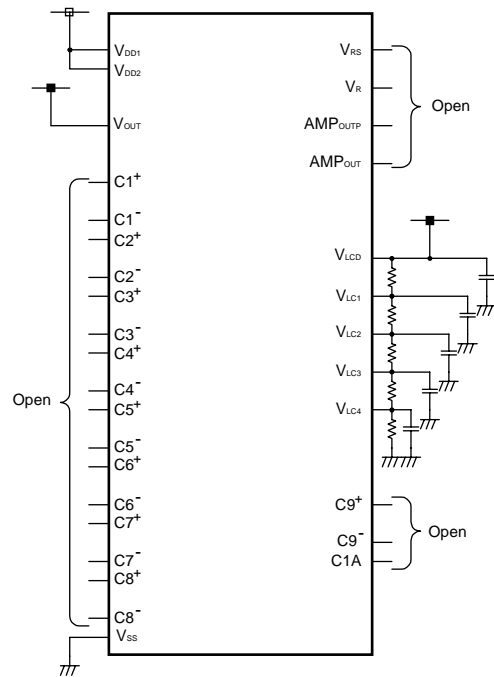 VDD1
VDD2
VOUT
C1+
C1-
C2+
C2-
C3+
C3-
C4+
C4-
C5+
C5-
C6+
C6-
C7+
C7-
C8+
C8-
VSS
Open
VRS
VR
AMPOUTP
AMPOUT
Open
VLCD
VLC1
VLC2
VLC3
VLC4
C9+
C9-
C1A
Open